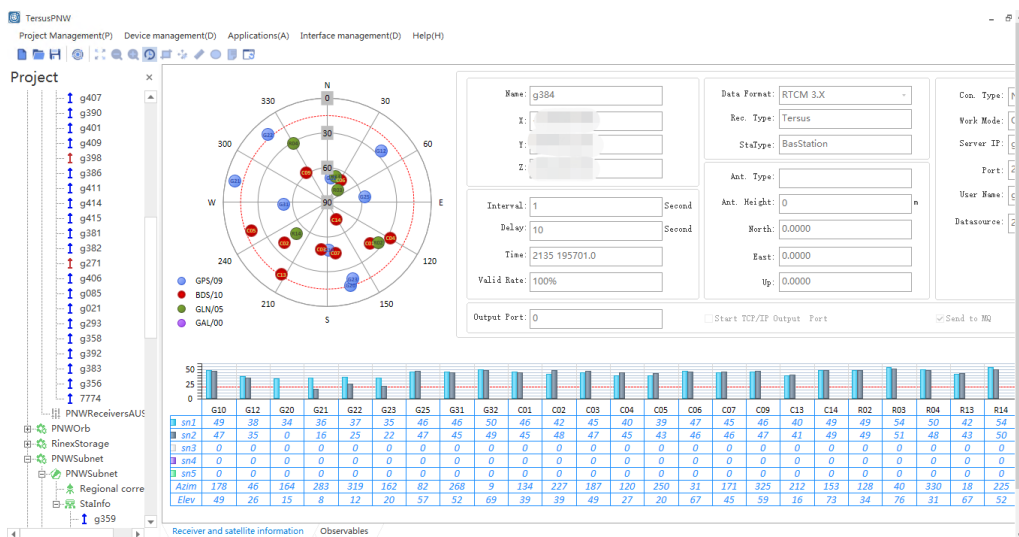 TersusPNW
Project Management(P) Device management(D) Applications(A) Interface management(D) Help(H)
Project
g407
g390
g401
g409
g398
g386
g411
g414
g415
g381
g382
g271
g406
g085
g021
g293
g358
g392
g383
g356
7774
PNWReceiversAUS
PNWOrb
RinexStorage
PNWSubnet
PNWSubnet
Regional corre
StaInfo
g359
N
330 0 30
300 30 60
60
W 90 E
240 120
210 150
S
GPS/09
BDS/10
GLN/05
GAL/00
Name: g384
X:
Y:
Z:
Interval: 1 Second
Delay: 10 Second
Time: 2135 195701.0
Valid Rate: 100%
Output Port: 0
Data Format: RTCM 3.X
Rec. Type: Tersus
StaType: BasStation
Ant. Type:
Ant. Height: 0 m
North: 0.0000
East: 0.0000
Up: 0.0000
Start TCP/IP Output Port
Send to MQ
Con. Type:
Work Mode:
Server IP:
Port:
User Name:
Datasource:
50
25
0
G10 G12 G20 G21 G22 G23 G25 G31 G32 C01 C02 C03 C04 C05 C06 C07 C09 C13 C14 R02 R03 R04 R13 R14
sn1 49 38 34 36 37 35 46 46 50 46 42 45 40 39 47 45 46 40 49 49 54 50 42 54
sn2 47 35 0 16 25 22 47 45 49 45 48 47 45 43 46 46 47 41 49 49 51 48 43 50
sn3 0 0 0 0 0 0 0 0 0 0 0 0 0 0 0 0 0 0 0 0 0 0 0 0
sn4 0 0 0 0 0 0 0 0 0 0 0 0 0 0 0 0 0 0 0 0 0 0 0 0
sn5 0 0 0 0 0 0 0 0 0 0 0 0 0 0 0 0 0 0 0 0 0 0 0 0
Azim 178 46 164 283 319 162 82 268 9 134 227 187 120 250 31 171 325 212 153 128 40 330 18 225
Elev 49 26 15 8 12 20 57 52 69 39 39 49 27 20 67 45 59 16 73 34 76 31 67 52
Receiver and satellite information Observables